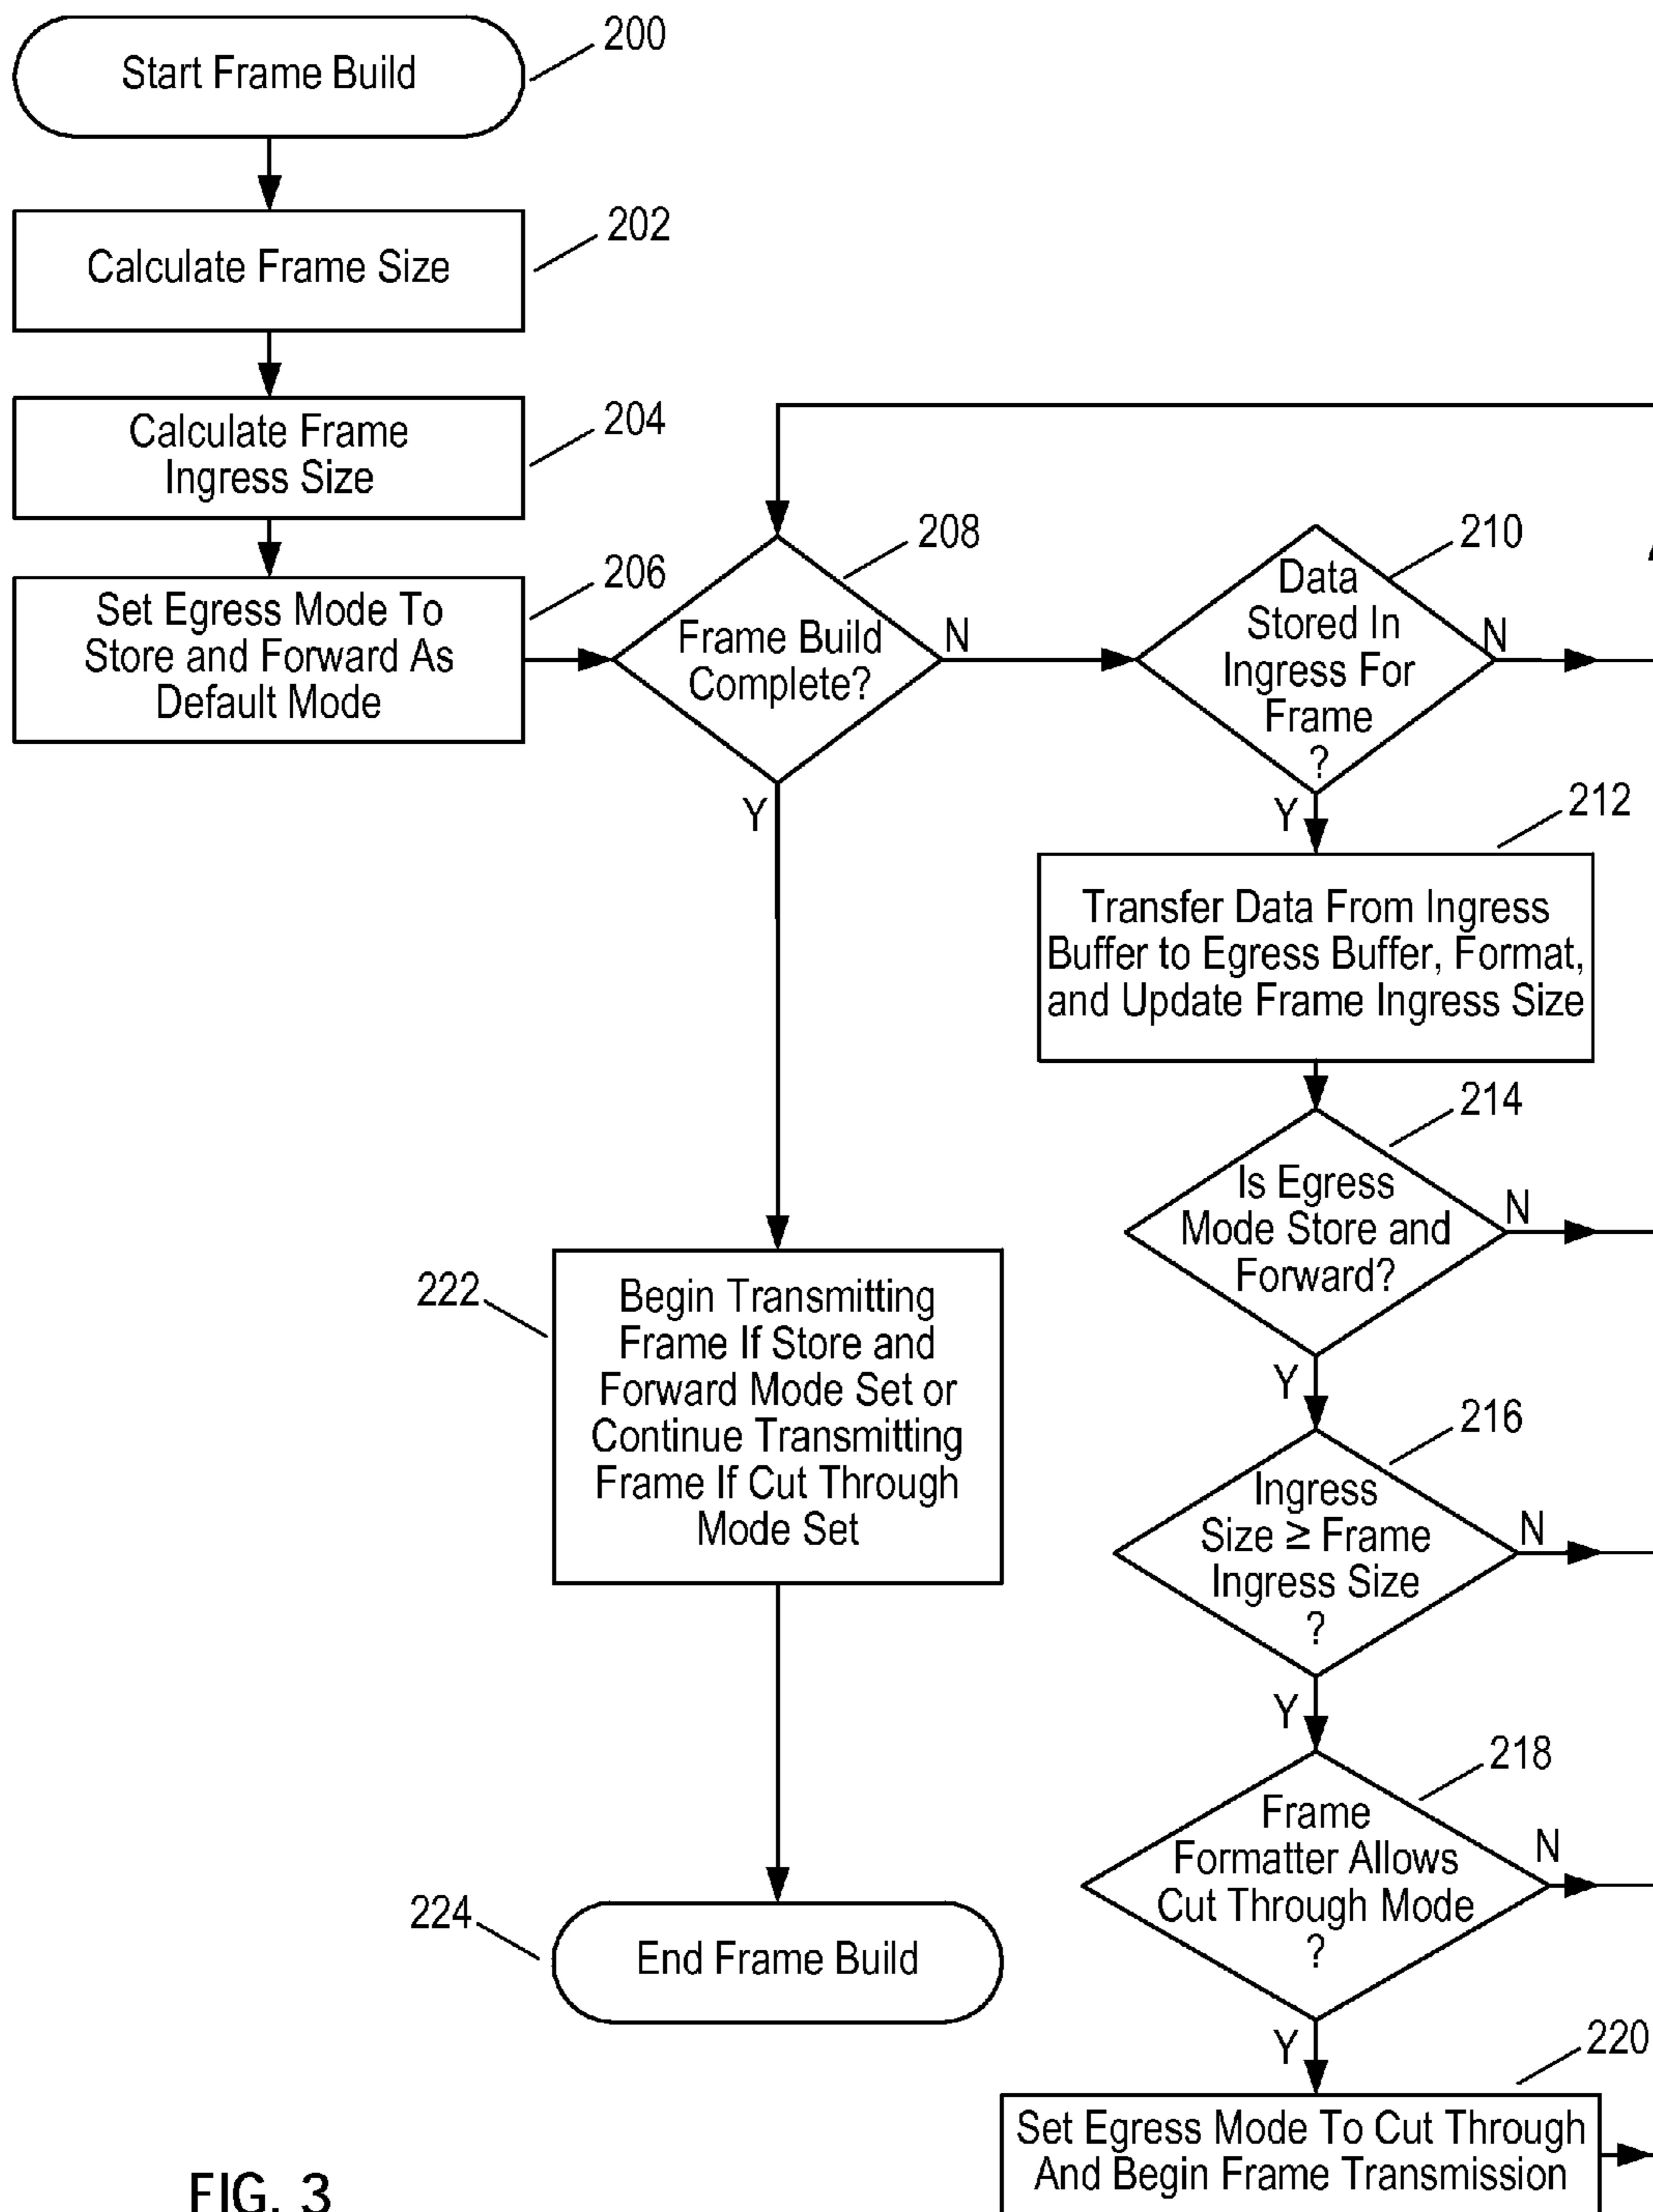 Start Frame Build
200
Calculate Frame Size
202
Calculate Frame
Ingress Size
204
Set Egress Mode To
Store and Forward As
Default Mode
206
Frame Build
Complete?
208
N
Y
Data
Stored In
Ingress For
Frame
?
210
N
Y
Transfer Data From Ingress
Buffer to Egress Buffer, Format,
and Update Frame Ingress Size
212
Is Egress
Mode Store and
Forward?
214
N
Y
Ingress
Size ≥ Frame
Ingress Size
?
216
N
Y
Frame
Formatter Allows
Cut Through Mode
?
218
N
Y
Set Egress Mode To Cut Through
And Begin Frame Transmission
220
Begin Transmitting
Frame If Store and
Forward Mode Set or
Continue Transmitting
Frame If Cut Through
Mode Set
222
End Frame Build
224
FIG. 3